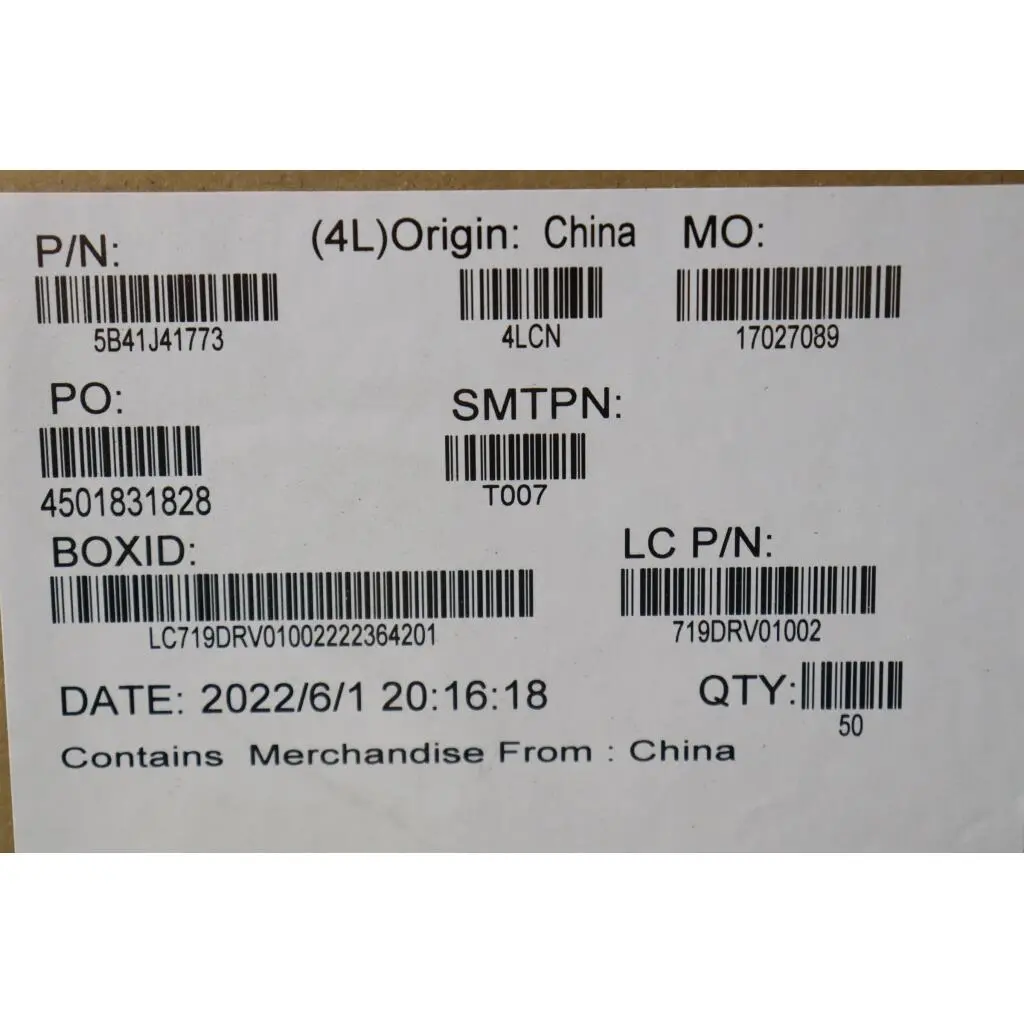 P/N: (4L)Origin: China MO:
5B41J41773 4LCN 17027089
PO: SMTPN:
4501831828 T007
BOXID: LC P/N:
LC719DRV01002222364201 719DRV01002
DATE: 2022/6/1 20:16:18 QTY:
50
Contains Merchandise From : China